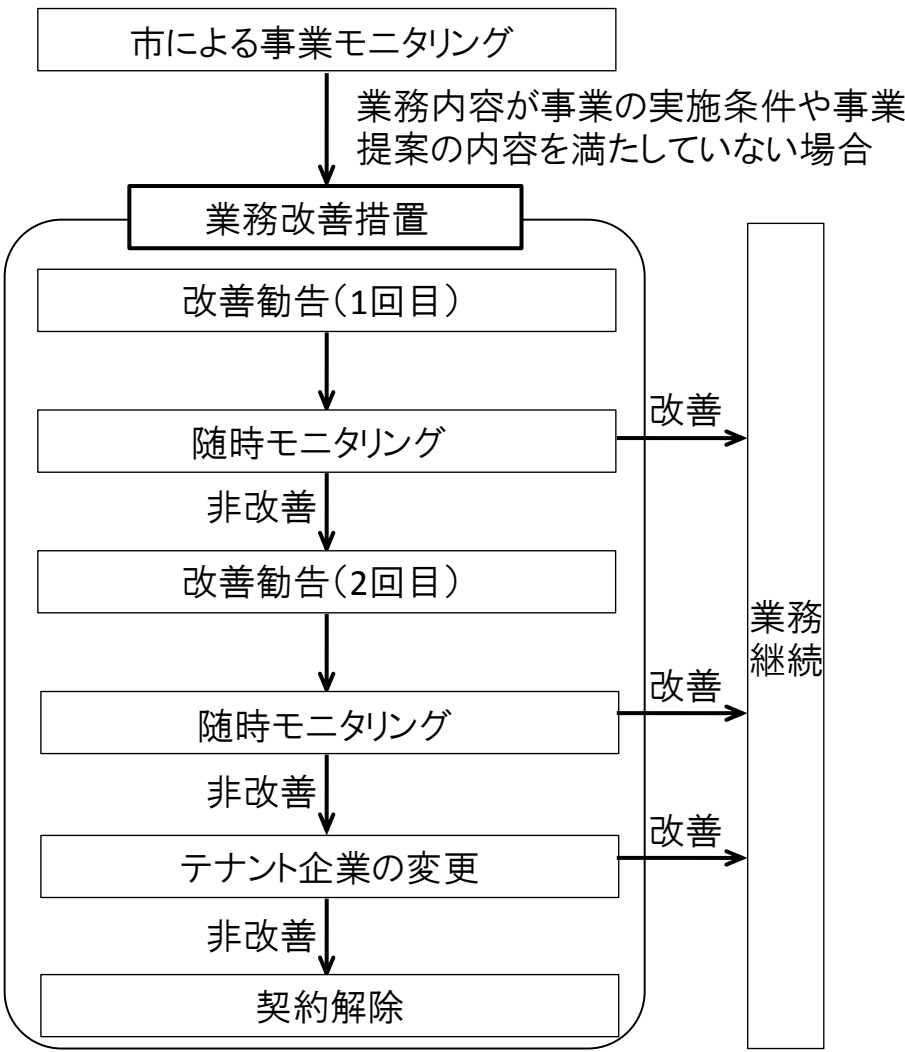 市による事業モニタリング
業務内容が事業の実施条件や事業
提案の内容を満たしていない場合
業務改善措置
改善勧告（1回目）
随時モニタリング
改善
非改善
改善勧告（2回目）
業務
継続
随時モニタリング
改善
非改善
テナント企業の変更
改善
非改善
契約解除